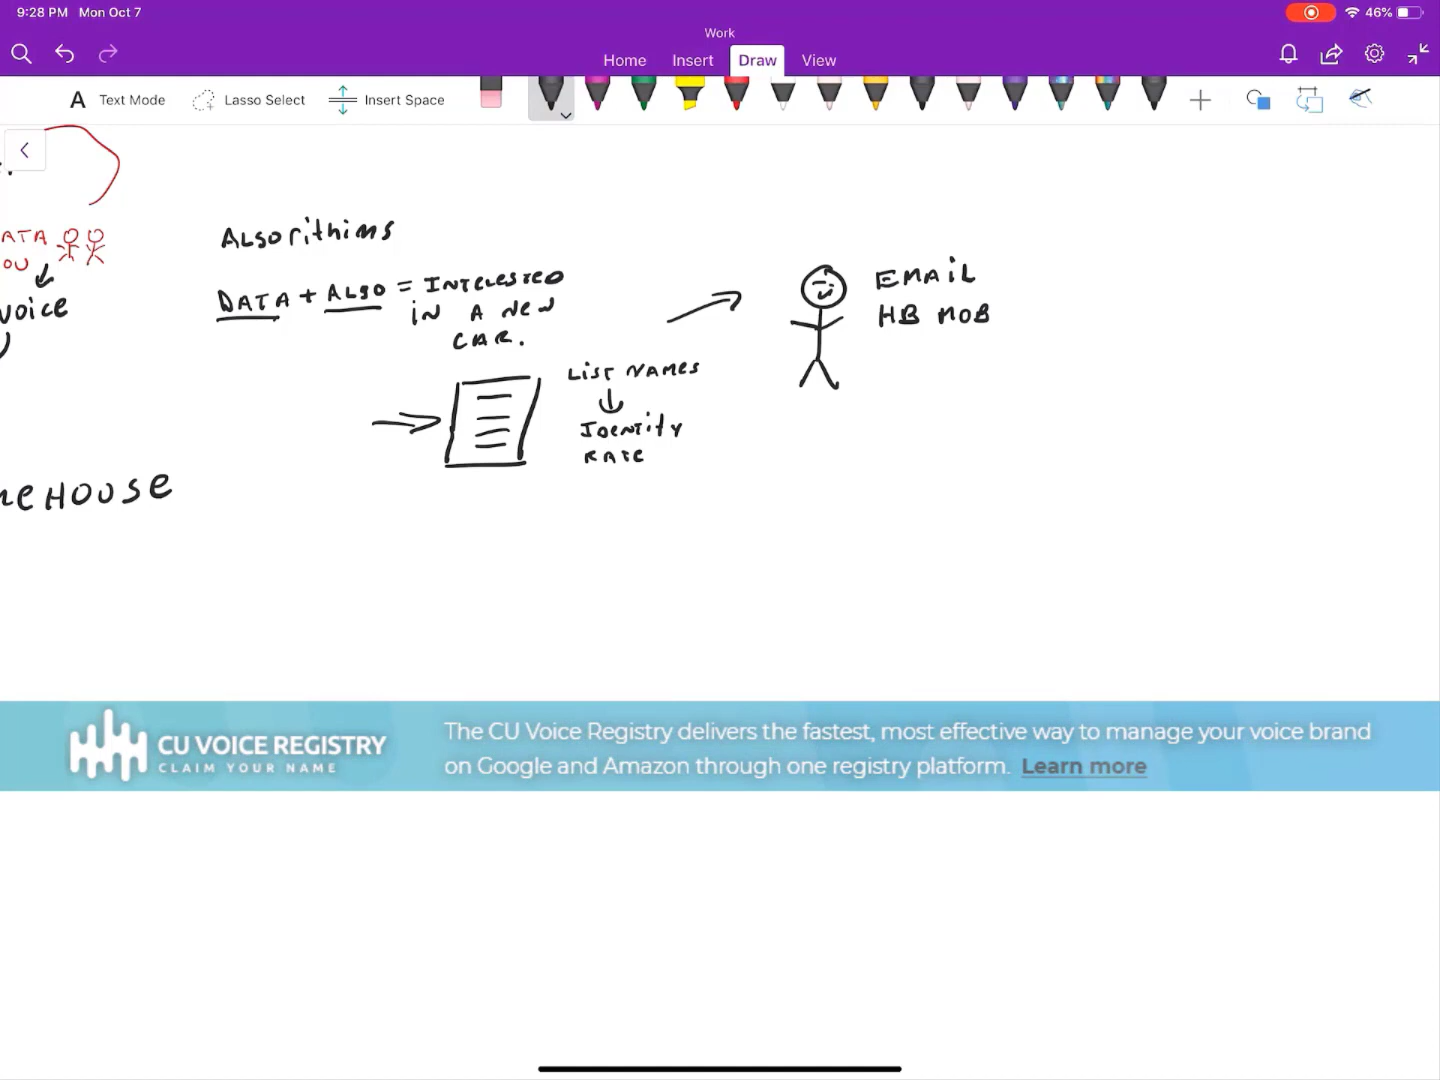 9:28 PM Mon Oct 7
46%
Work
Home Insert Draw View
A Text Mode Lasso Select Insert Space
ALGorithims
DATA + ALGO = INTERESTED
IN A NEW
CAR.
EMAIL
HB MOB
LIST NAMES
IDENtify
RATE
ATA
OU
voice
eHOUSe
CU VOICE REGISTRY
CLAIM YOUR NAME
The CU Voice Registry delivers the fastest, most effective way to manage your voice brand
on Google and Amazon through one registry platform. Learn more